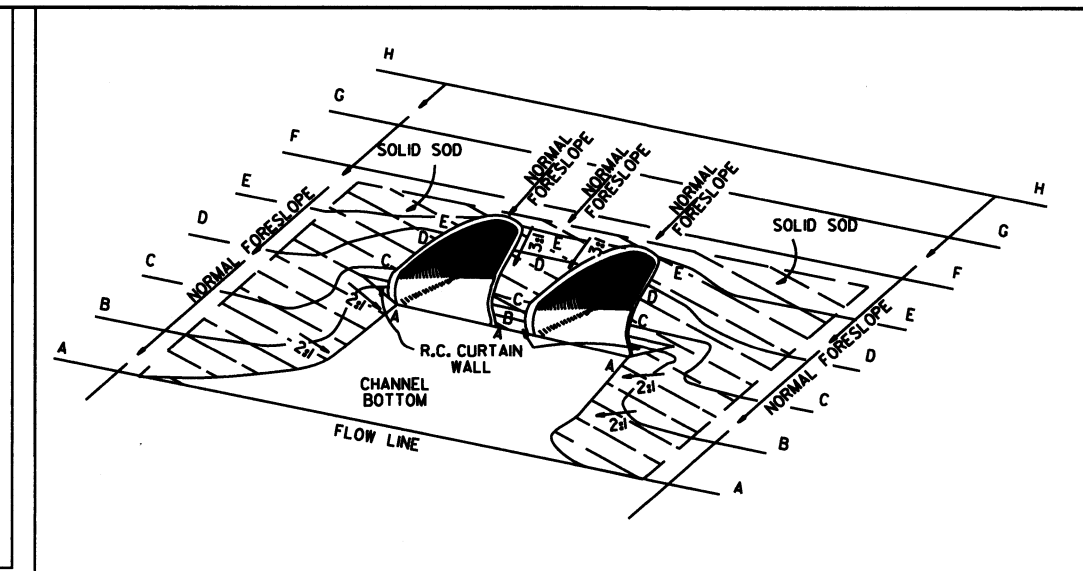 H
G
F
E
D
C
B
A
SOLID SOD
NORMAL FORESLOPE
NORMAL
FORESLOPE
NORMAL
FORESLOPE
NORMAL
FORESLOPE
SOLID SOD
H
G
F
E
D
C
B
A
NORMAL FORESLOPE
E
D
C
A
3:1
E
D
C
B
A
3:1
E
D
C
A
2:1
2:1
2:1
2:1
R.C. CURTAIN
WALL
CHANNEL
BOTTOM
FLOW LINE